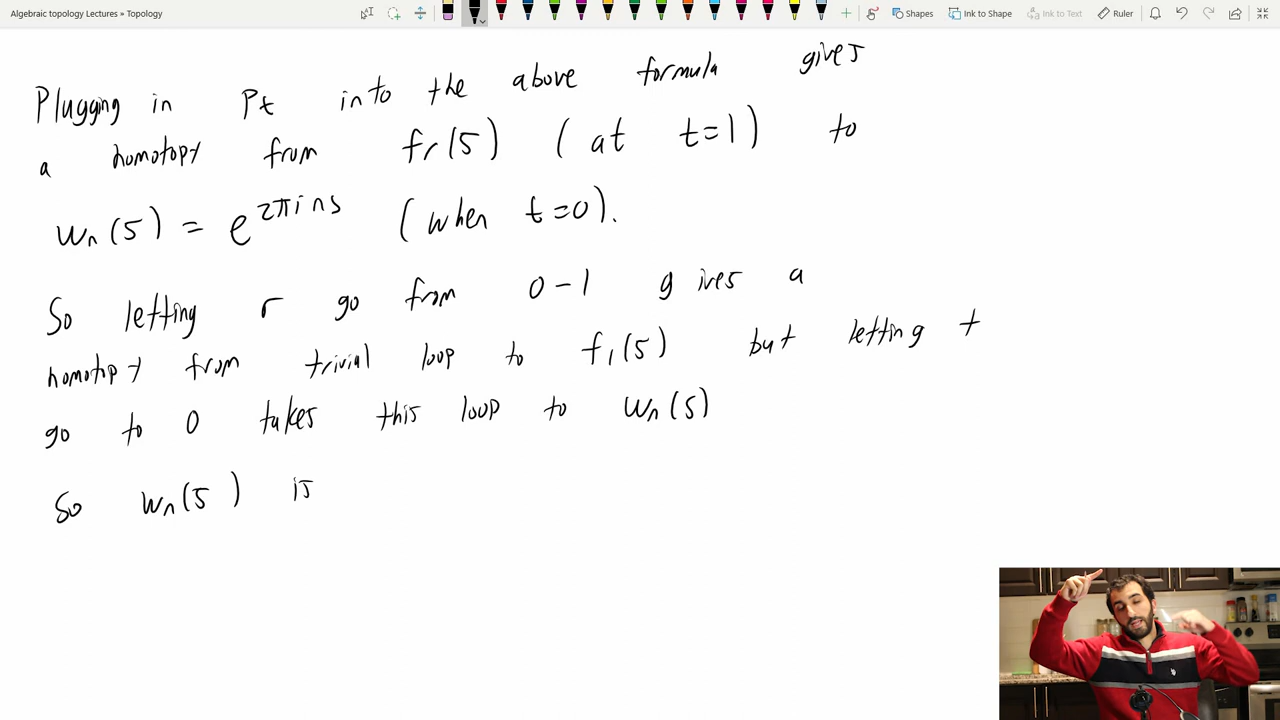 Algebraic topology Lectures » Topology
Shapes Ink to Shape Ink to Text Ruler
Plugging in Pt into the above formula gives
a homotopy from fr(s) (at t=1) to
wn(s) = e^2πins (when t=0).
So letting r go from 0-1 gives a
homotopy from trivial loop to f1(s) but letting t
go to 0 takes this loop to wn(s)
So wn(s) is